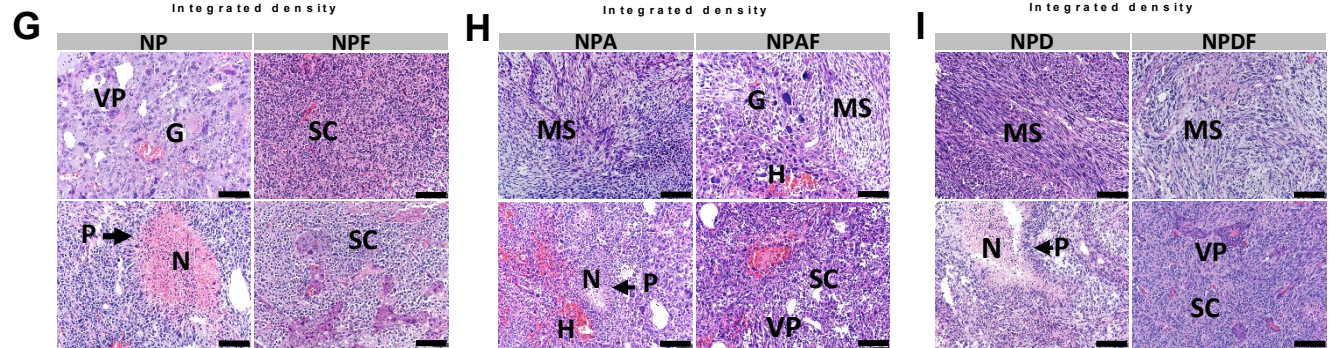 Integrated density
Integrated density
Integrated density
G
NP
NPF
VP
G
SC
P
N
SC
H
NPA
NPAF
MS
G
MS
H
N
P
H
SC
VP
I
NPD
NPDF
MS
MS
N
P
VP
SC